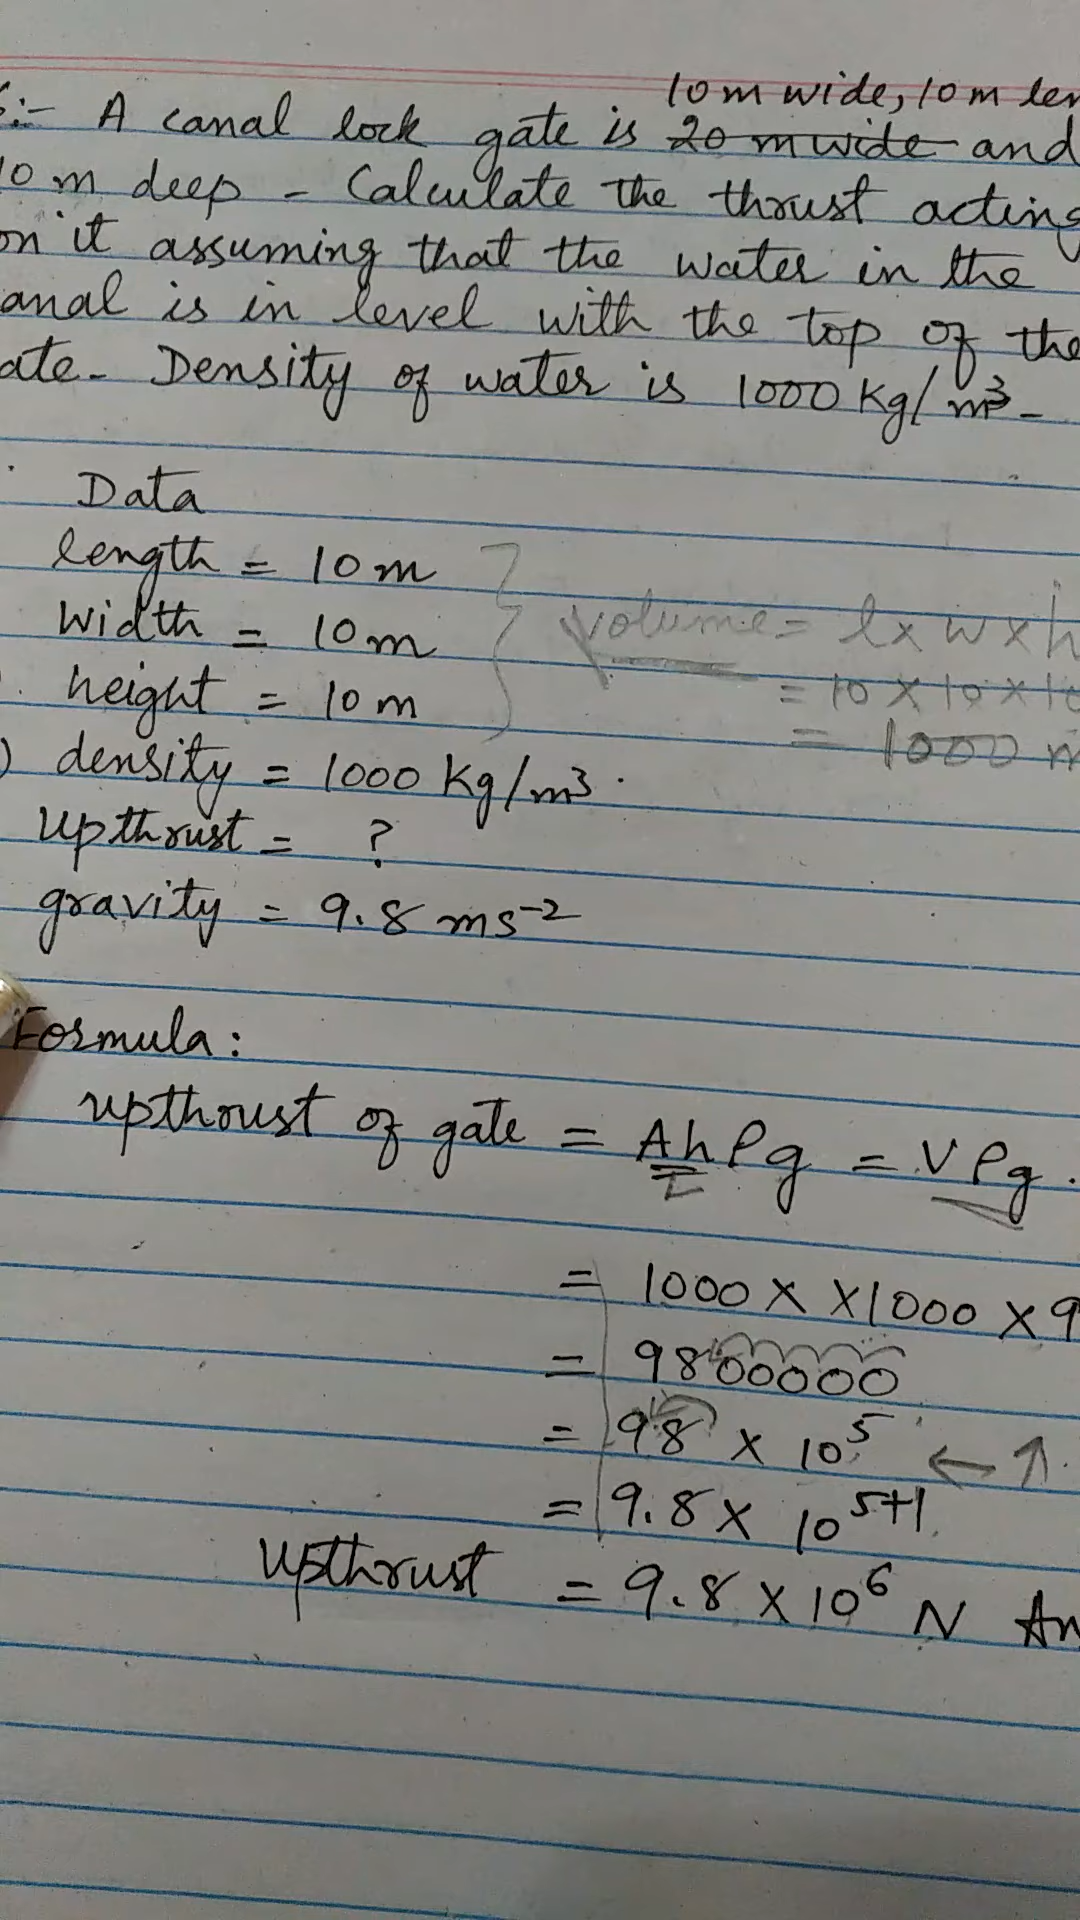 10m wide, 10 m len
:- A canal lock gate is 20 m wide and
10 m deep - Calculate the thrust acting
on it assuming that the water in the
anal is in level with the top of the
ate- Density of water is 1000 Kg/m³-
Data
length = 10 m
width = 10 m
height = 10 m
volume = l x w x h
= 10 x 10 x 10
= 1000 m
density = 1000 Kg/m³.
upthrust = ?
gravity = 9.8 ms⁻²
Formula:
upthrust of gate = Ahρg = Vρg.
= 1000 x x1000 x 9
= 9800000
= 98 x 10⁵ ← ↑
= 9.8 x 10⁵⁺¹
upthrust = 9.8 x 10⁶ N An